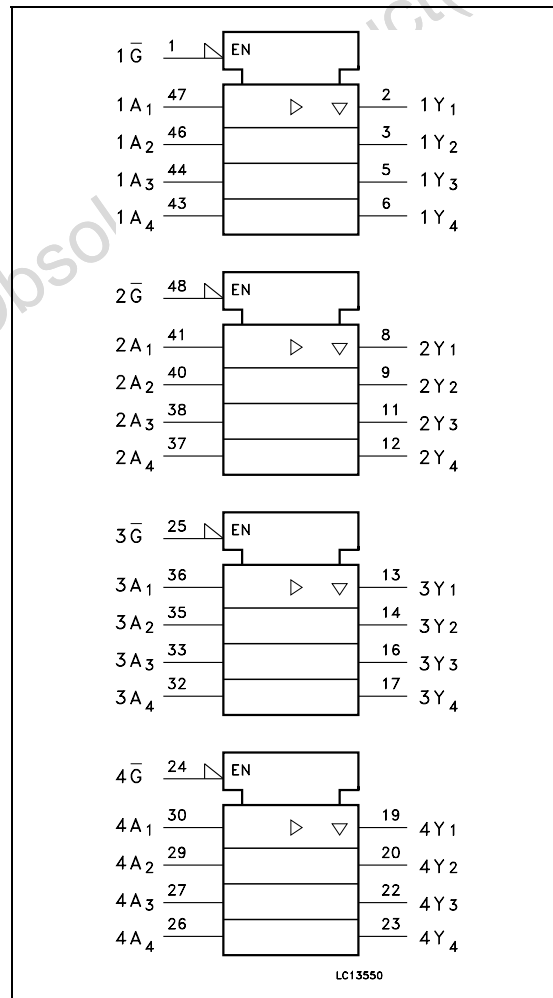 1G̅ 1 EN
1A1 47 2 1Y1
1A2 46 3 1Y2
1A3 44 5 1Y3
1A4 43 6 1Y4
2G̅ 48 EN
2A1 41 8 2Y1
2A2 40 9 2Y2
2A3 38 11 2Y3
2A4 37 12 2Y4
3G̅ 25 EN
3A1 36 13 3Y1
3A2 35 14 3Y2
3A3 33 16 3Y3
3A4 32 17 3Y4
4G̅ 24 EN
4A1 30 19 4Y1
4A2 29 20 4Y2
4A3 27 22 4Y3
4A4 26 23 4Y4
LC13550